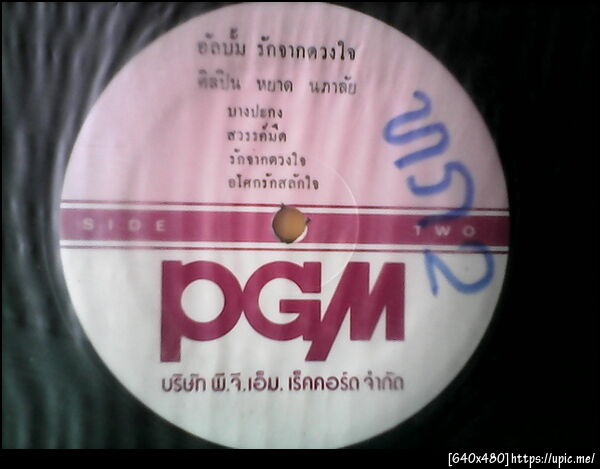 อัลบั้ม รักจากดวงใจ
ศิลปิน หยาด นภาลัย
บางปะกง
สวรรค์มืด
รักจากดวงใจ
อโศกรักสลักใจ
SIDE TWO
PGM
บริษัท พี.จี.เอ็ม. เร็คคอร์ด จำกัด
2
[640x480]https://upic.me/